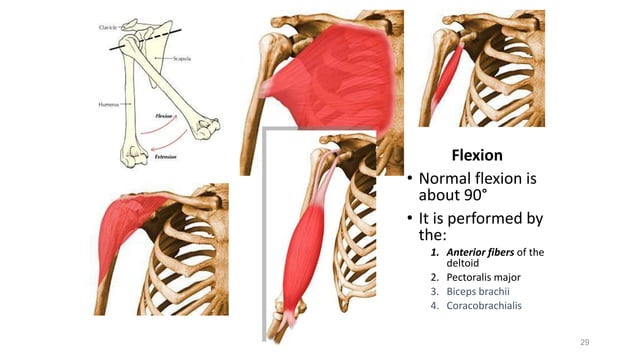 Clavicle
Scapula
Humerus
Flexion
Extension
Flexion
• Normal flexion is
about 90°
• It is performed by
the:
1. Anterior fibers of the
deltoid
2. Pectoralis major
3. Biceps brachii
4. Coracobrachialis
29